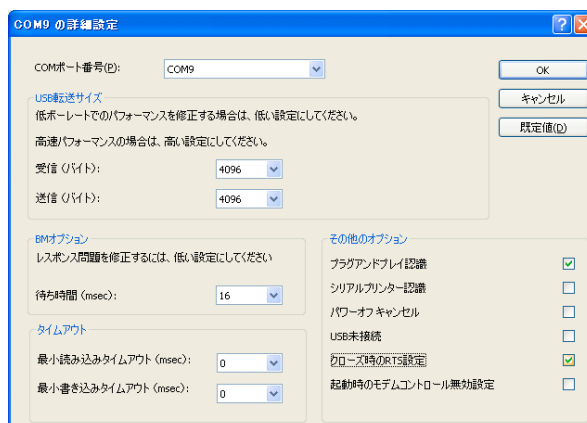 COM9 の詳細設定
COMポート番号(P):
COM9
OK
キャンセル
既定値(D)
USB転送サイズ
低ボーレートでのパフォーマンスを修正する場合は、低い設定にしてください。
高速パフォーマンスの場合は、高い設定にしてください。
受信 (バイト):
4096
送信 (バイト):
4096
BMオプション
レスポンス問題を修正するには、低い設定にしてください
待ち時間 (msec):
16
タイムアウト
最小読み込みタイムアウト (msec):
0
最小書き込みタイムアウト (msec):
0
その他のオプション
プラグアンドプレイ認識
シリアルプリンター認識
パワーオフ キャンセル
USB未接続
クローズ時のRTS設定
起動時のモデムコントロール無効設定